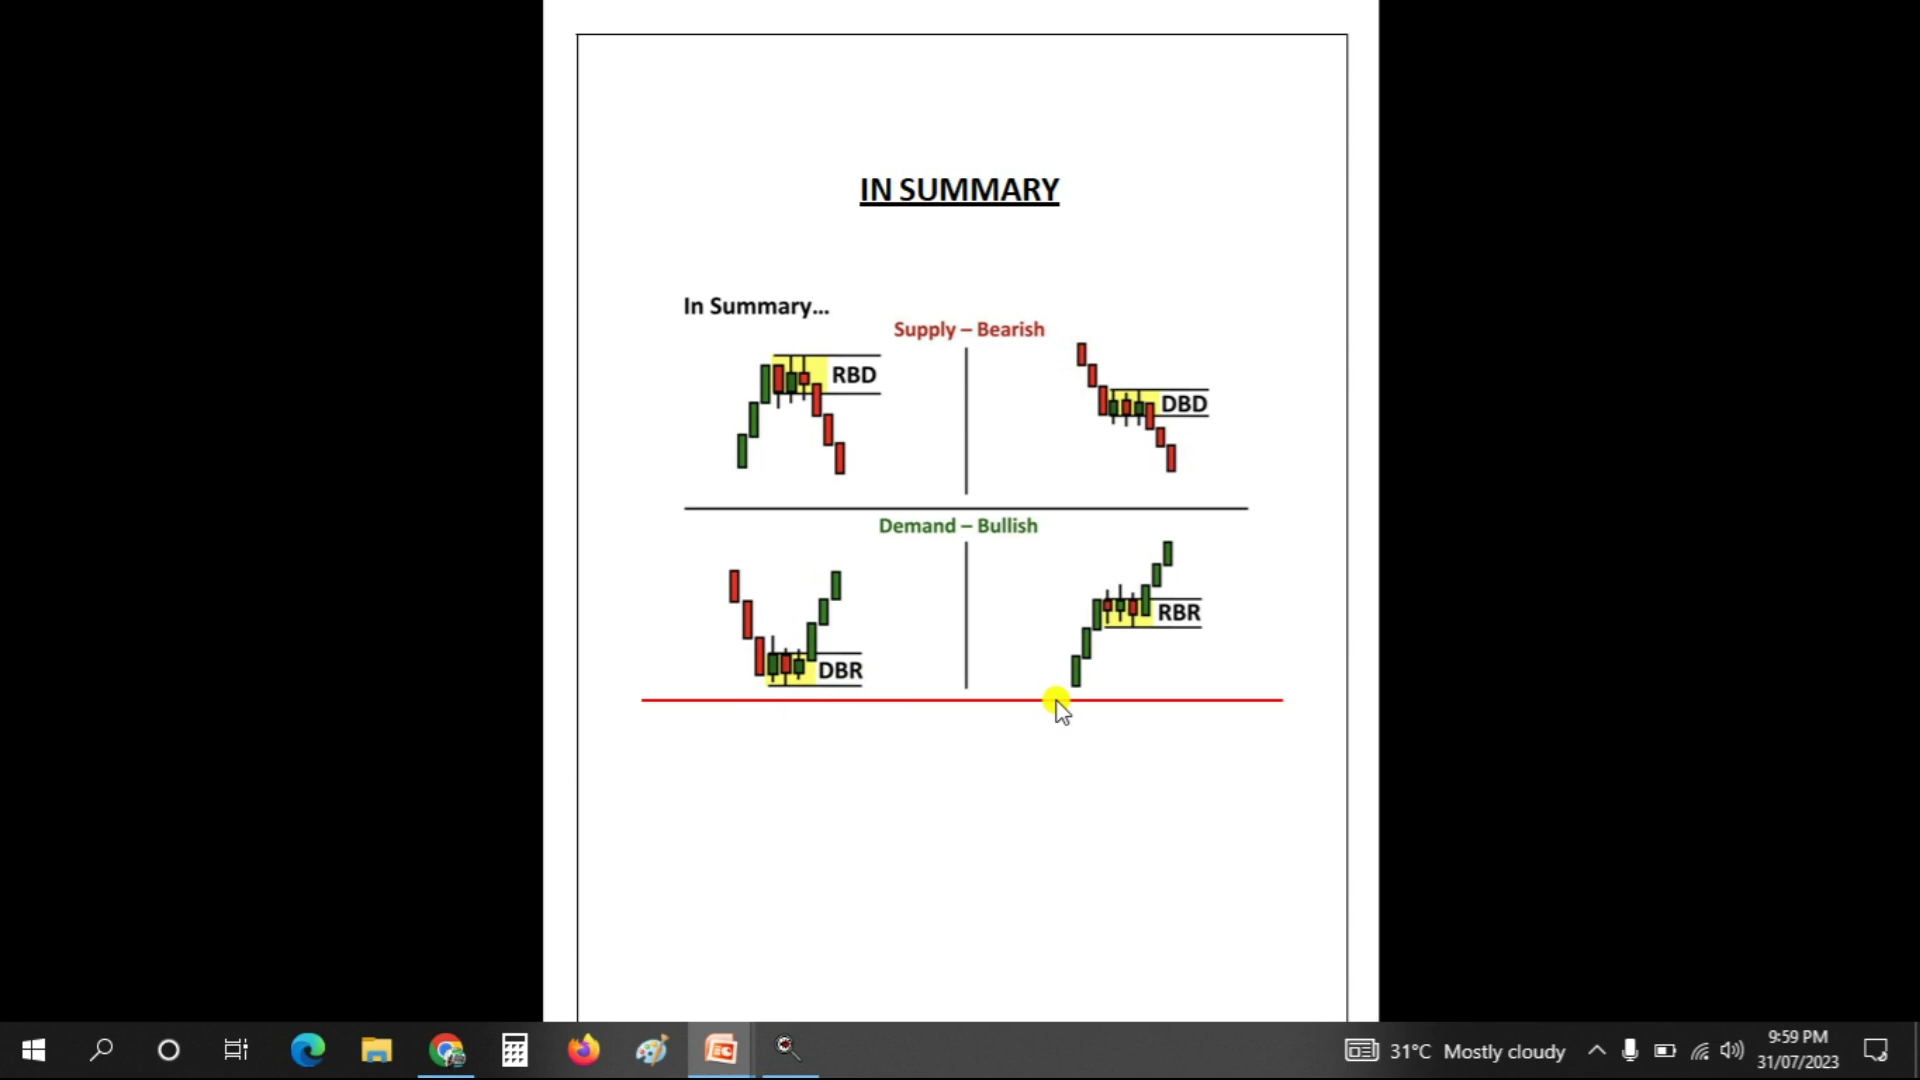 IN SUMMARY
In Summary...
Supply – Bearish
RBD
DBD
Demand – Bullish
RBR
DBR
31°C Mostly cloudy
9:59 PM
31/07/2023